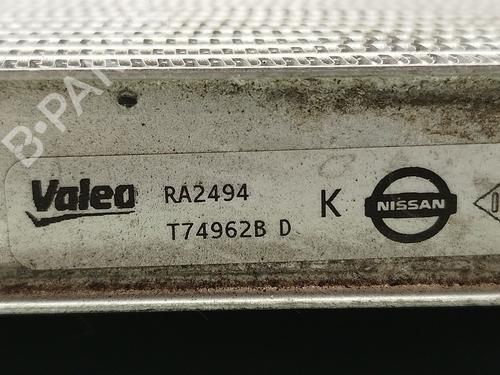 B-PA
Valeo RA2494 K NISSAN
T74962B D